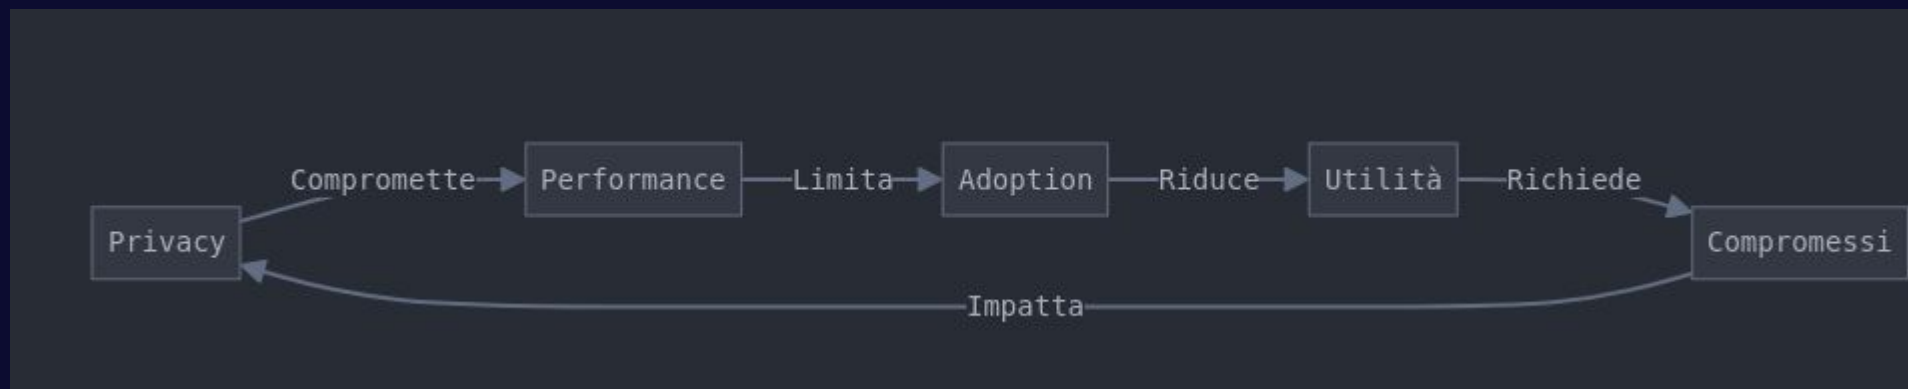 Compromette
Performance
Limita
Adoption
Riduce
Utilità
Richiede
Privacy
Compromessi
Impatta